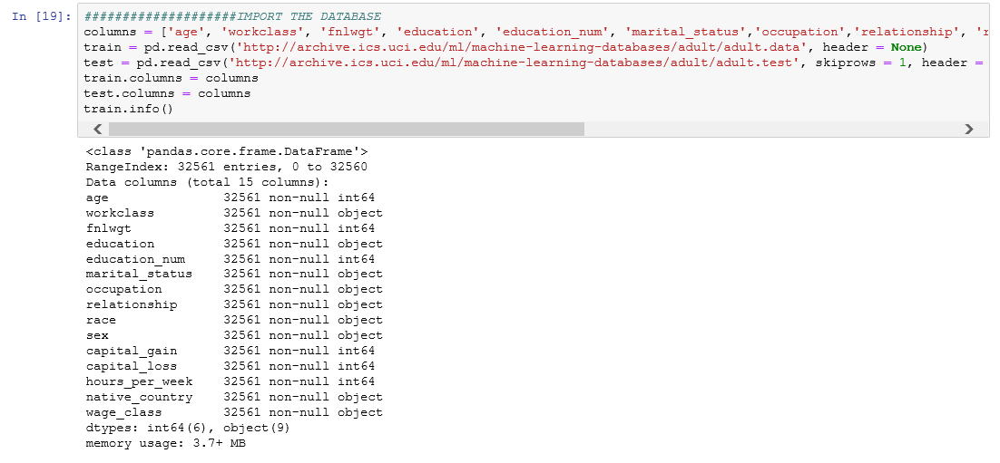 In [19]: ####################IMPORT THE DATABASE
columns = ['age', 'workclass', 'fnlwgt', 'education', 'education_num', 'marital_status','occupation','relationship', 'r
train = pd.read_csv('http://archive.ics.uci.edu/ml/machine-learning-databases/adult/adult.data', header = None)
test = pd.read_csv('http://archive.ics.uci.edu/ml/machine-learning-databases/adult/adult.test', skiprows = 1, header =
train.columns = columns
test.columns = columns
train.info()
<class 'pandas.core.frame.DataFrame'>
RangeIndex: 32561 entries, 0 to 32560
Data columns (total 15 columns):
age 32561 non-null int64
workclass 32561 non-null object
fnlwgt 32561 non-null int64
education 32561 non-null object
education_num 32561 non-null int64
marital_status 32561 non-null object
occupation 32561 non-null object
relationship 32561 non-null object
race 32561 non-null object
sex 32561 non-null object
capital_gain 32561 non-null int64
capital_loss 32561 non-null int64
hours_per_week 32561 non-null int64
native_country 32561 non-null object
wage_class 32561 non-null object
dtypes: int64(6), object(9)
memory usage: 3.7+ MB